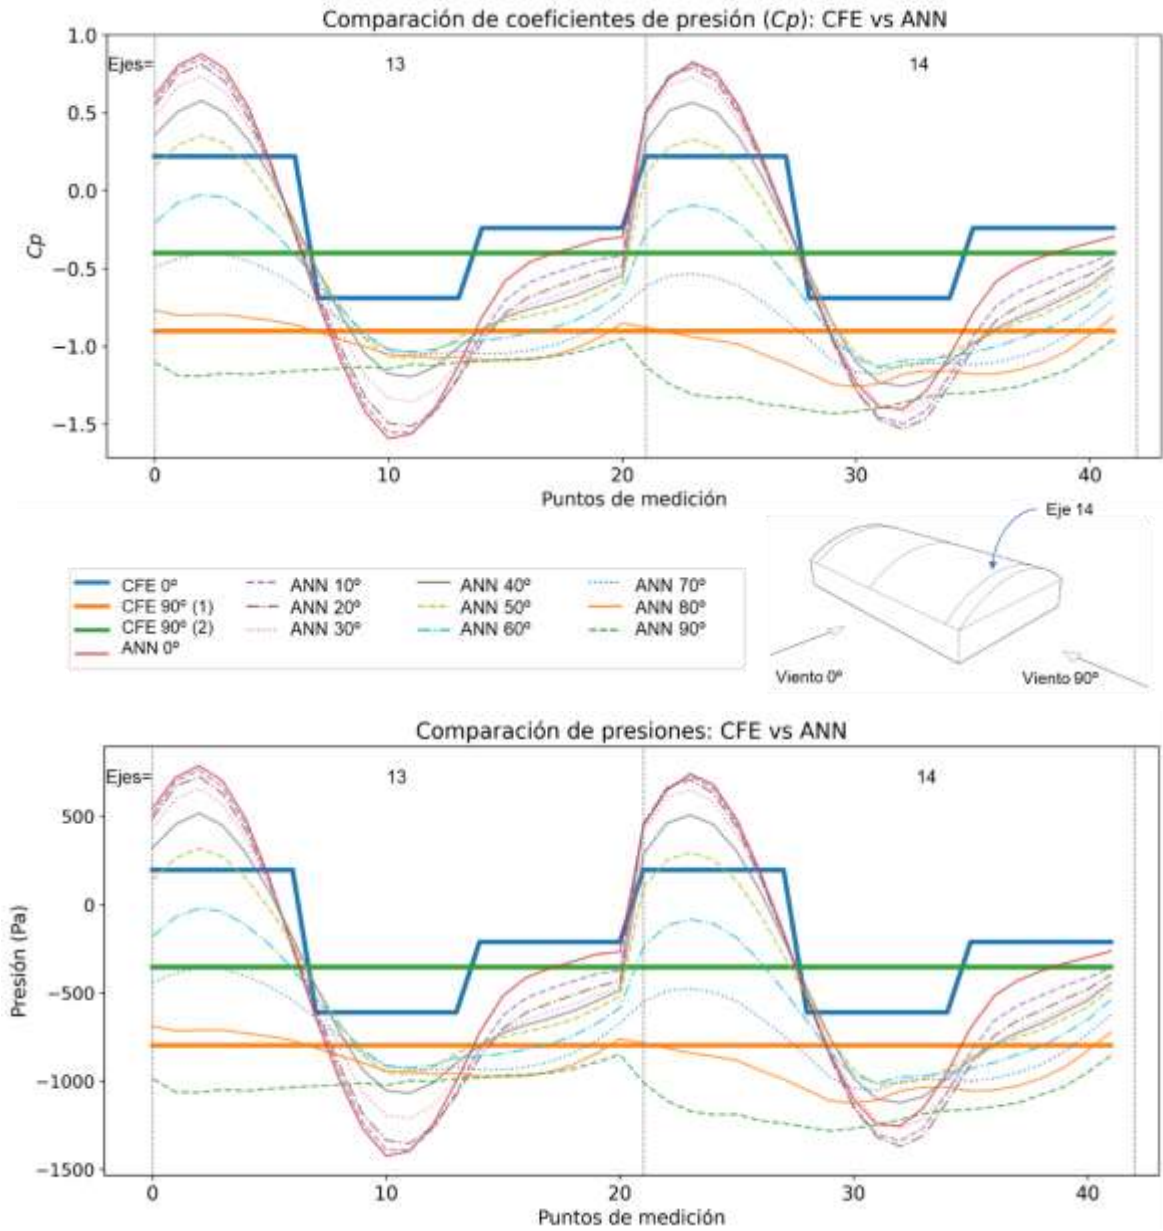 Comparación de coeficientes de presión (Cp): CFE vs ANN
Ejes=
13
14
1.0
0.5
0.0
−0.5
−1.0
−1.5
Cp
0
10
20
30
40
Puntos de medición
Eje 14
Viento 0º
Viento 90º
CFE 0º
CFE 90º (1)
CFE 90º (2)
ANN 0º
ANN 10º
ANN 20º
ANN 30º
ANN 40º
ANN 50º
ANN 60º
ANN 70º
ANN 80º
ANN 90º
Comparación de presiones: CFE vs ANN
Ejes=
13
14
500
0
−500
−1000
−1500
Presión (Pa)
0
10
20
30
40
Puntos de medición